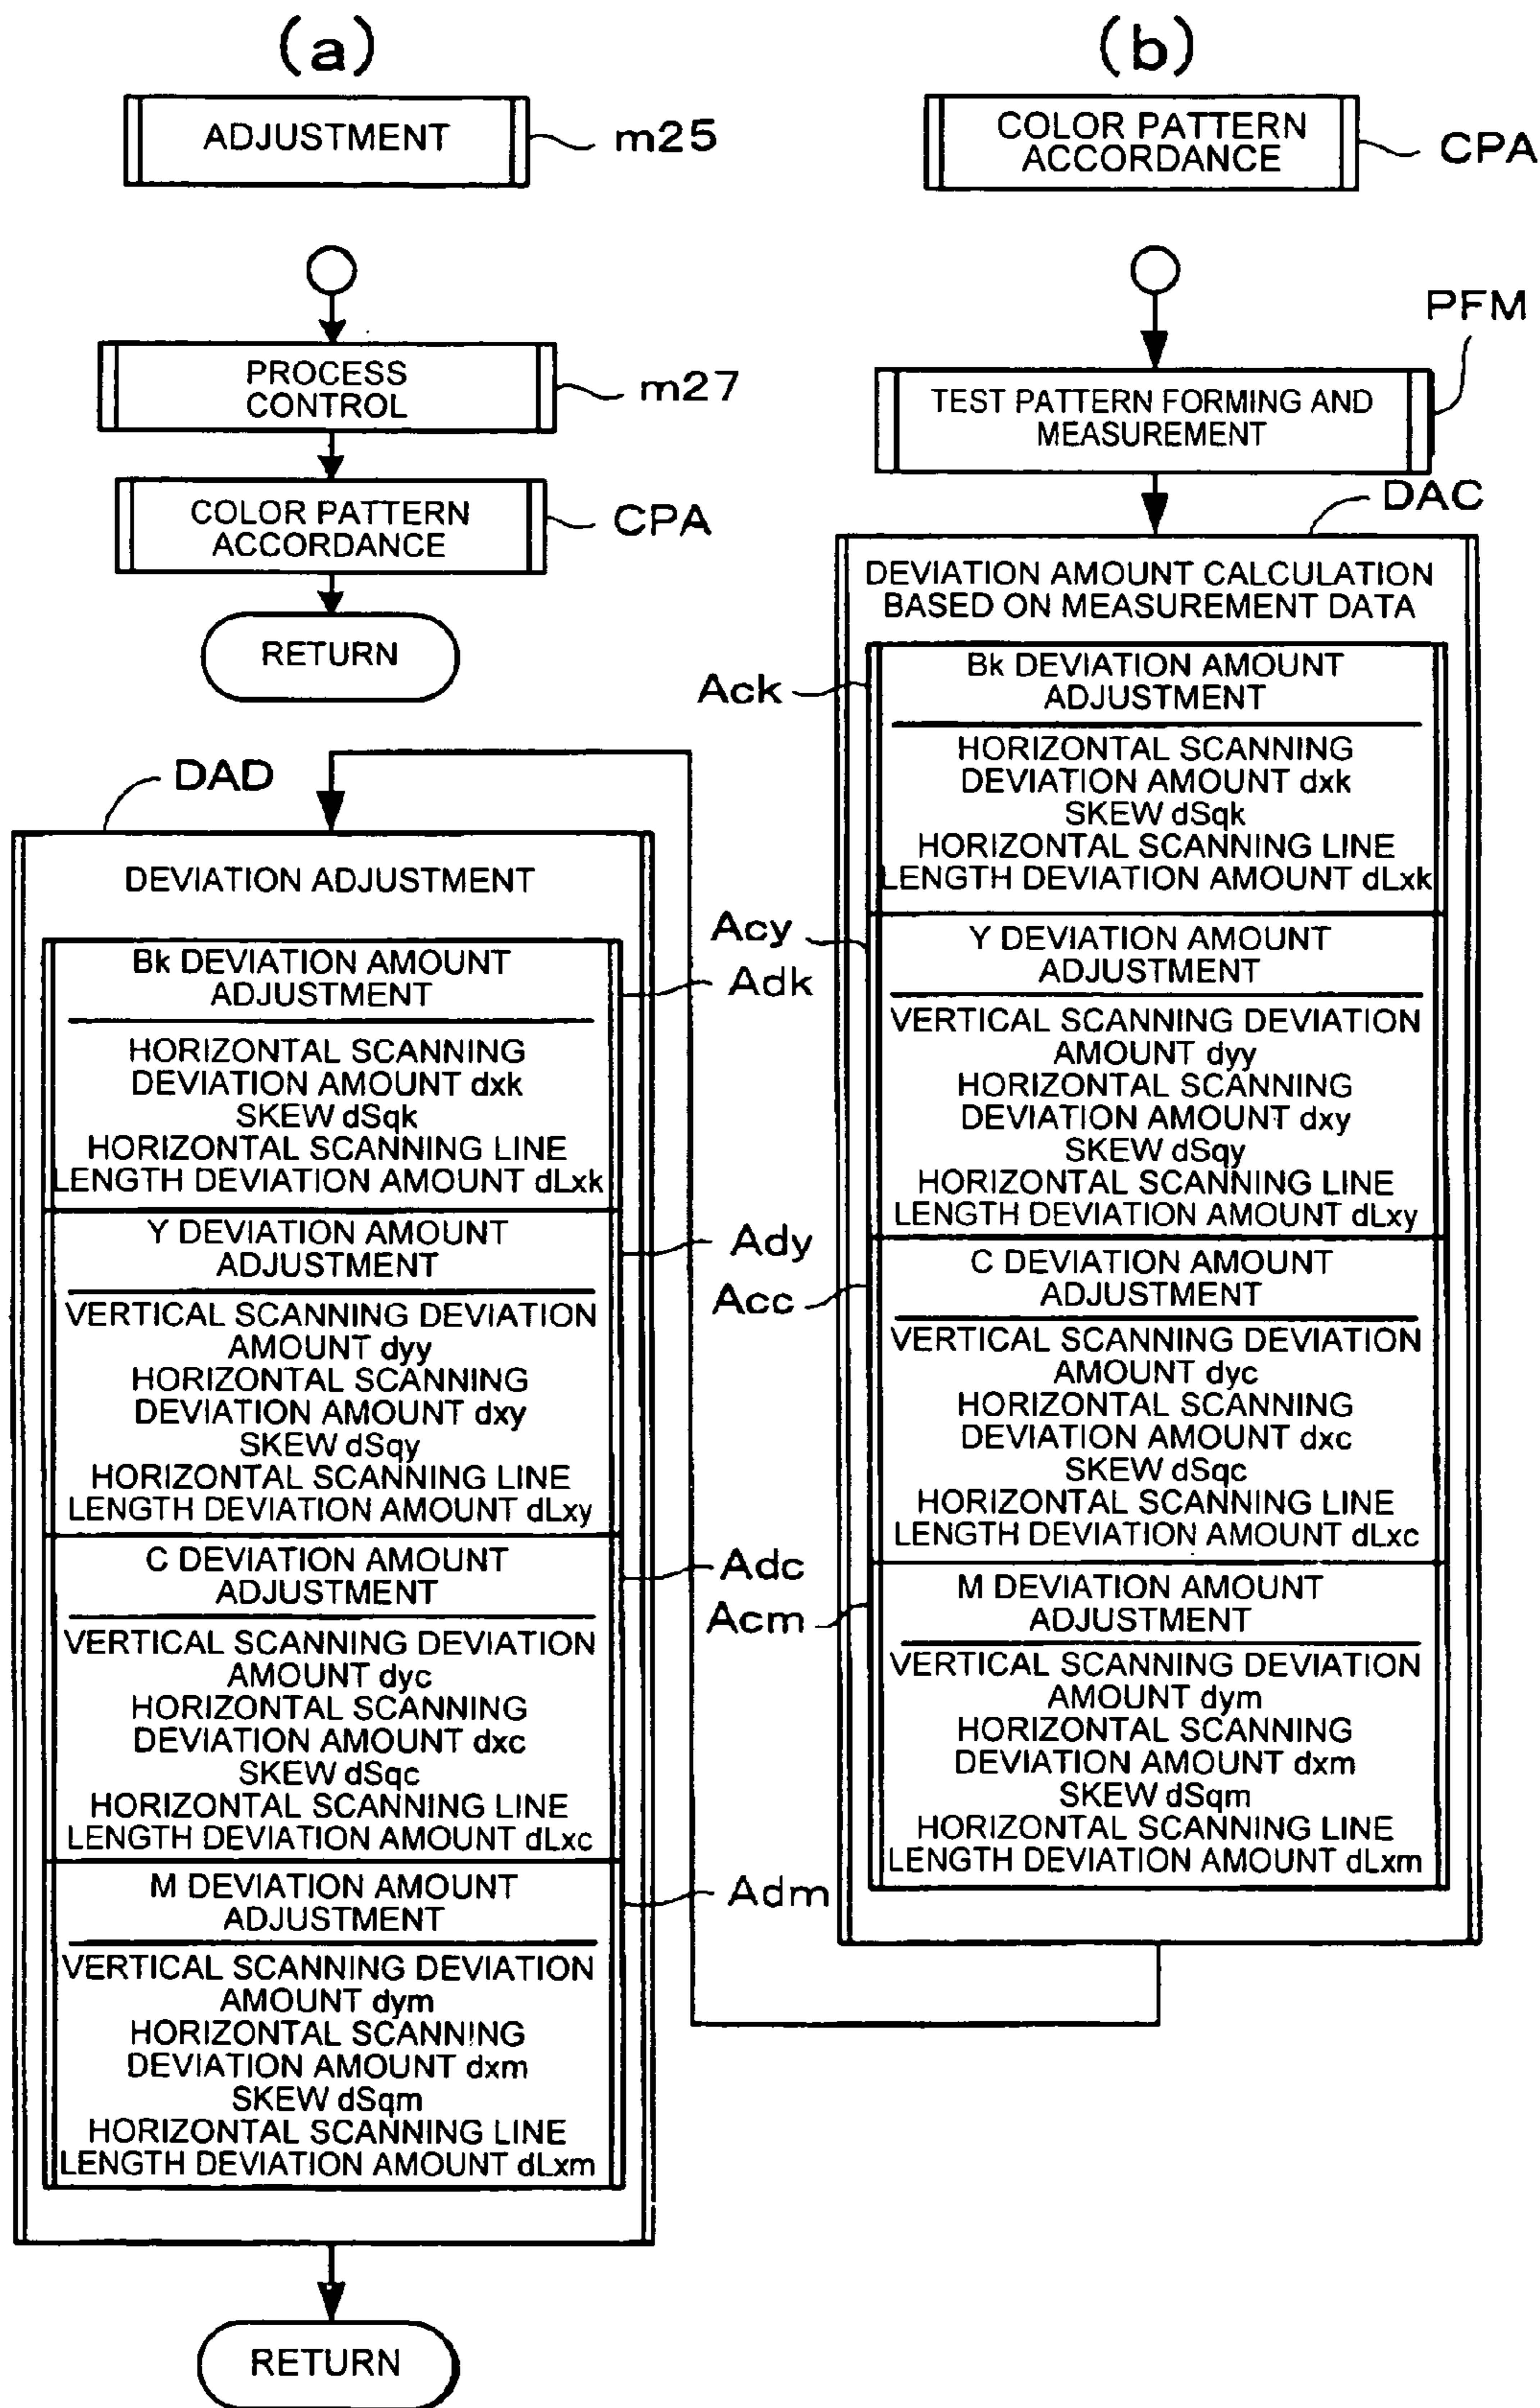 (a)
ADJUSTMENT
m25
PROCESS
CONTROL
m27
COLOR PATTERN
ACCORDANCE
CPA
RETURN
(b)
COLOR PATTERN
ACCORDANCE
CPA
PFM
TEST PATTERN FORMING AND
MEASUREMENT
DAC
DEVIATION AMOUNT CALCULATION
BASED ON MEASUREMENT DATA
Ack
Bk DEVIATION AMOUNT
ADJUSTMENT
HORIZONTAL SCANNING
DEVIATION AMOUNT dxk
SKEW dSqk
HORIZONTAL SCANNING LINE
LENGTH DEVIATION AMOUNT dLxk
Acy
Y DEVIATION AMOUNT
ADJUSTMENT
VERTICAL SCANNING DEVIATION
AMOUNT dyy
HORIZONTAL SCANNING
DEVIATION AMOUNT dxy
SKEW dSqy
HORIZONTAL SCANNING LINE
LENGTH DEVIATION AMOUNT dLxy
Acc
C DEVIATION AMOUNT
ADJUSTMENT
VERTICAL SCANNING DEVIATION
AMOUNT dyc
HORIZONTAL SCANNING
DEVIATION AMOUNT dxc
SKEW dSqc
HORIZONTAL SCANNING LINE
LENGTH DEVIATION AMOUNT dLxc
Acm
M DEVIATION AMOUNT
ADJUSTMENT
VERTICAL SCANNING DEVIATION
AMOUNT dym
HORIZONTAL SCANNING
DEVIATION AMOUNT dxm
SKEW dSqm
HORIZONTAL SCANNING LINE
LENGTH DEVIATION AMOUNT dLxm
DAD
DEVIATION ADJUSTMENT
Bk DEVIATION AMOUNT
ADJUSTMENT
Adk
HORIZONTAL SCANNING
DEVIATION AMOUNT dxk
SKEW dSqk
HORIZONTAL SCANNING LINE
LENGTH DEVIATION AMOUNT dLxk
Y DEVIATION AMOUNT
ADJUSTMENT
Ady
VERTICAL SCANNING DEVIATION
AMOUNT dyy
HORIZONTAL SCANNING
DEVIATION AMOUNT dxy
SKEW dSqy
HORIZONTAL SCANNING LINE
LENGTH DEVIATION AMOUNT dLxy
C DEVIATION AMOUNT
ADJUSTMENT
Adc
VERTICAL SCANNING DEVIATION
AMOUNT dyc
HORIZONTAL SCANNING
DEVIATION AMOUNT dxc
SKEW dSqc
HORIZONTAL SCANNING LINE
LENGTH DEVIATION AMOUNT dLxc
M DEVIATION AMOUNT
ADJUSTMENT
Adm
VERTICAL SCANNING DEVIATION
AMOUNT dym
HORIZONTAL SCANNING
DEVIATION AMOUNT dxm
SKEW dSqm
HORIZONTAL SCANNING LINE
LENGTH DEVIATION AMOUNT dLxm
RETURN